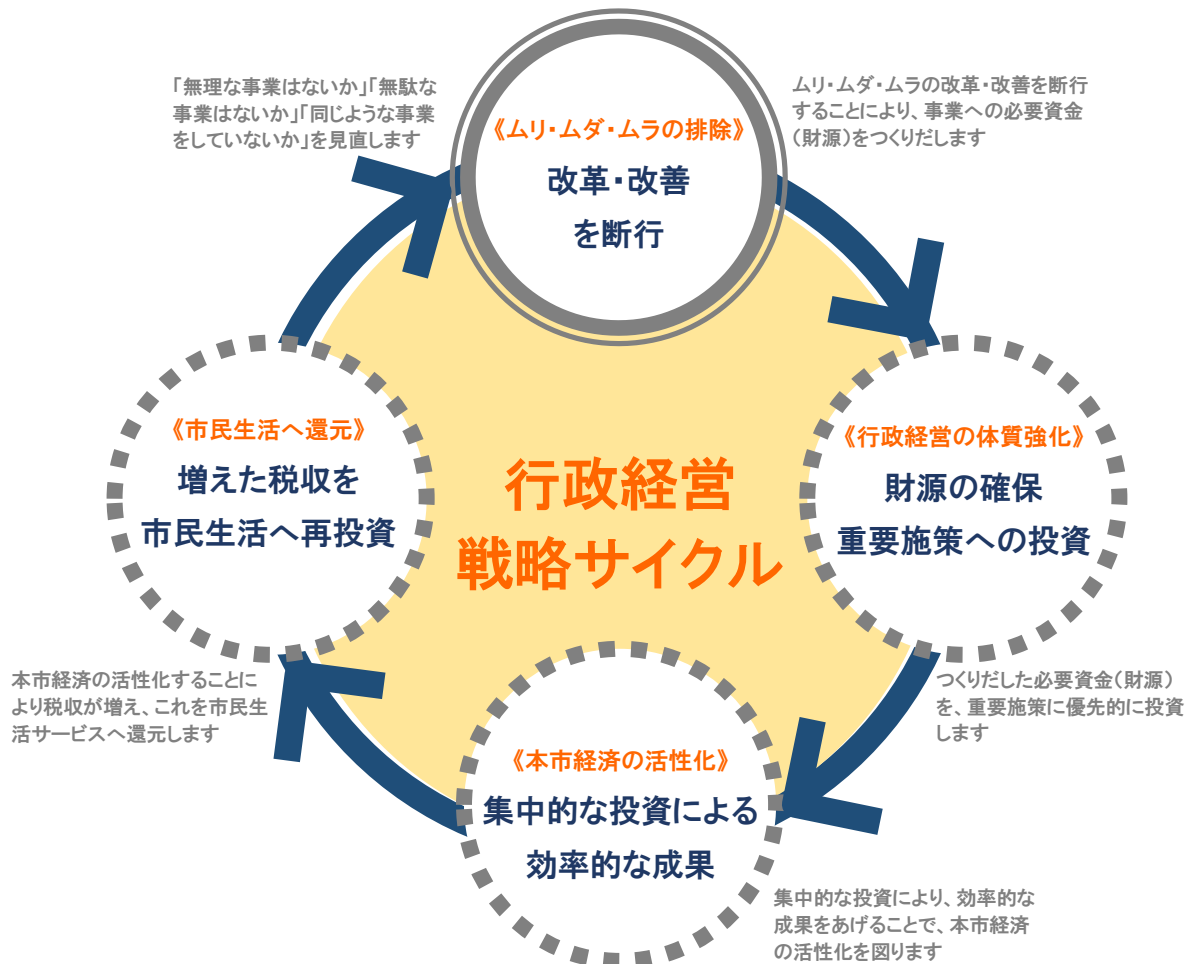 「無理な事業はないか」「無駄な
事業はないか」「同じような事業
をしていないか」を見直します
《ムリ・ムダ・ムラの排除》
改革・改善
を断行
ムリ・ムダ・ムラの改革・改善を断行
することにより、事業への必要資金
(財源)をつくりだします
《市民生活へ還元》
増えた税収を
市民生活へ再投資
行政経営
戦略サイクル
《行政経営の体質強化》
財源の確保
重要施策への投資
本市経済の活性化することに
より税収が増え、これを市民生
活サービスへ還元します
《本市経済の活性化》
集中的な投資による
効率的な成果
つくりだした必要資金(財源)
を、重要施策に優先的に投資
します
集中的な投資により、効率的な
成果をあげることで、本市経済
の活性化を図ります